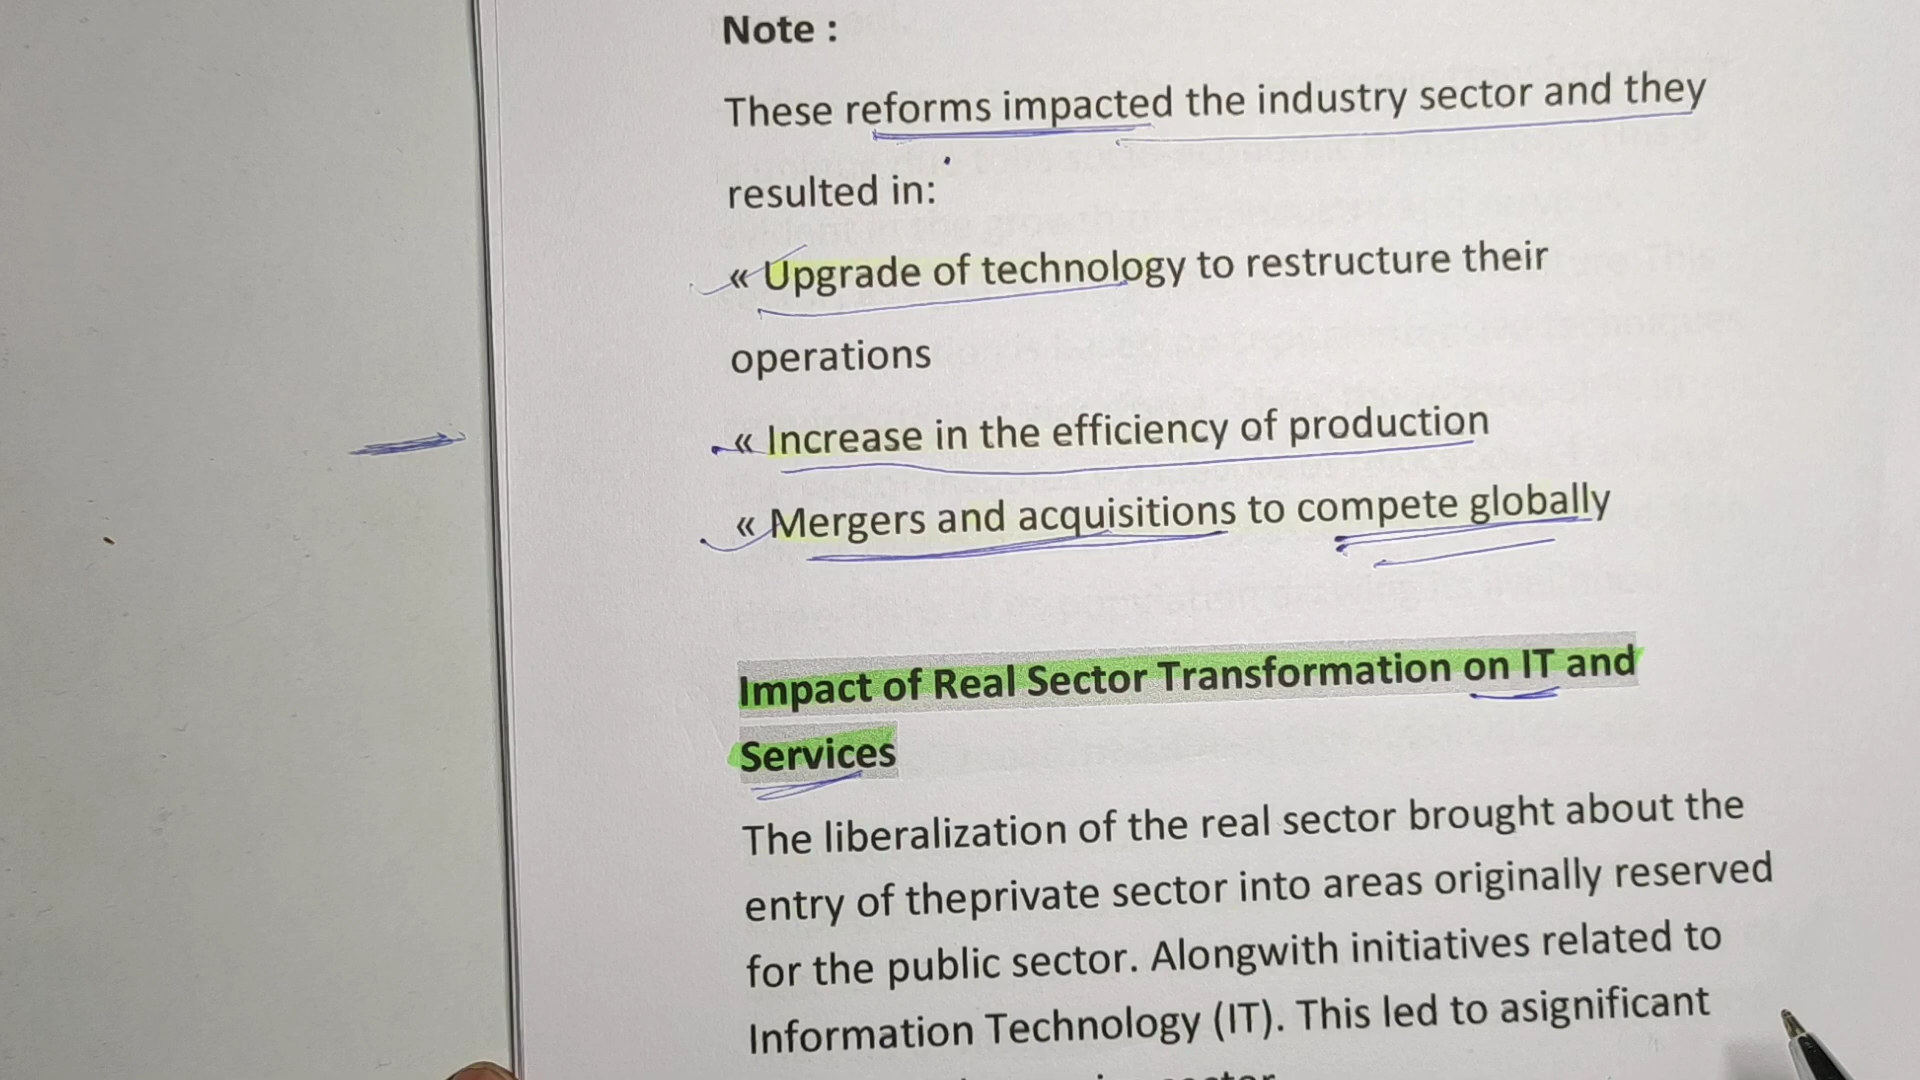 Note :
These reforms impacted the industry sector and they
resulted in:
« Upgrade of technology to restructure their
operations
« Increase in the efficiency of production
« Mergers and acquisitions to compete globally
Impact of Real Sector Transformation on IT and
Services
The liberalization of the real sector brought about the
entry of theprivate sector into areas originally reserved
for the public sector. Alongwith initiatives related to
Information Technology (IT). This led to asignificant